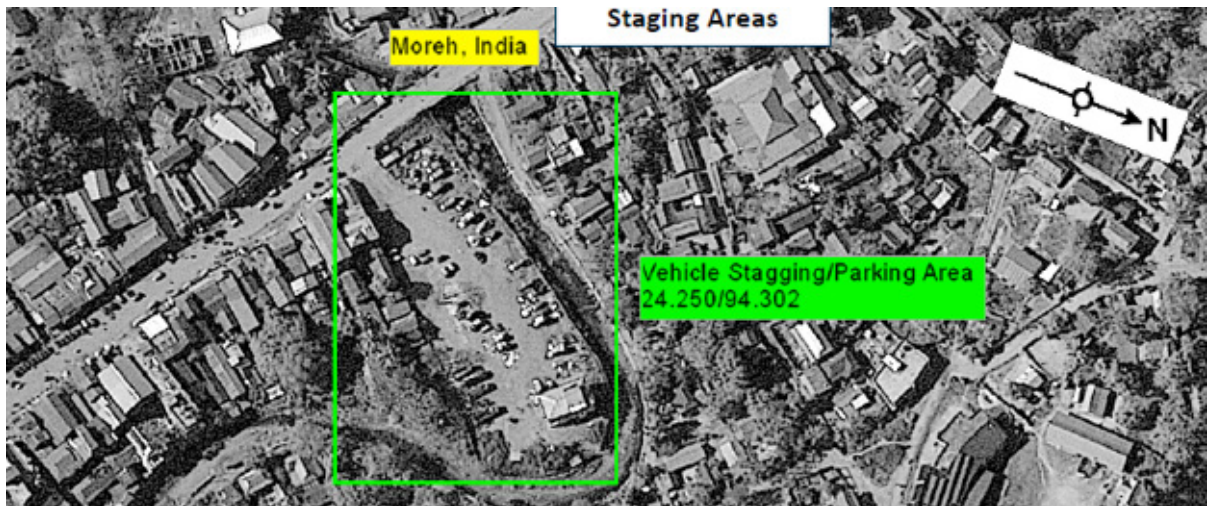 Staging Areas
Moreh, India
N
Vehicle Stagging/Parking Area
24.250/94.302